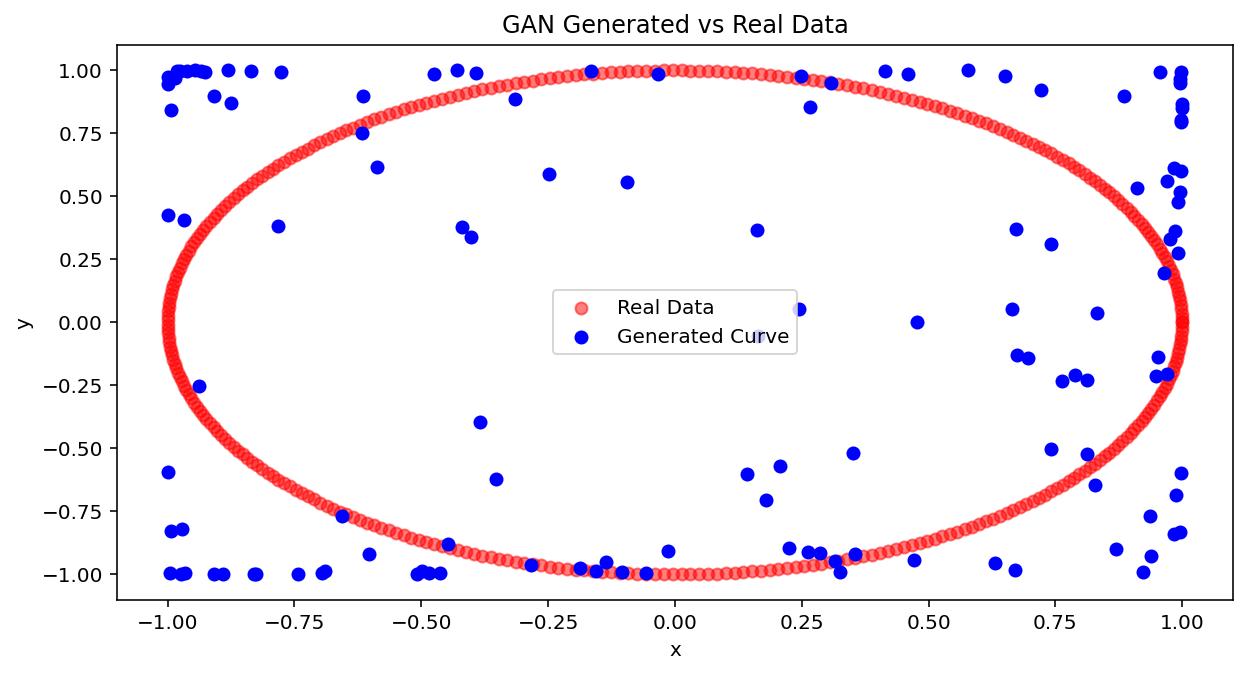 GAN Generated vs Real Data
1.00
0.75
0.50
0.25
0.00
−0.25
−0.50
−0.75
−1.00
y
Real Data
Generated Curve
−1.00 −0.75 −0.50 −0.25 0.00 0.25 0.50 0.75 1.00
x